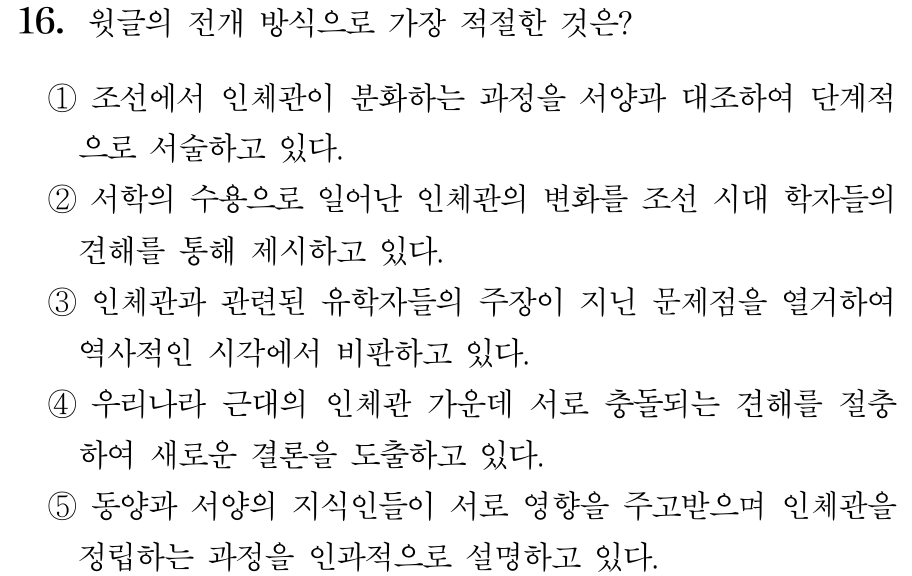 16. 윗글의 전개 방식으로 가장 적절한 것은?
① 조선에서 인체관이 분화하는 과정을 서양과 대조하여 단계적
으로 서술하고 있다.
② 서학의 수용으로 일어난 인체관의 변화를 조선 시대 학자들의
견해를 통해 제시하고 있다.
③ 인체관과 관련된 유학자들의 주장이 지닌 문제점을 열거하여
역사적인 시각에서 비판하고 있다.
④ 우리나라 근대의 인체관 가운데 서로 충돌되는 견해를 절충
하여 새로운 결론을 도출하고 있다.
⑤ 동양과 서양의 지식인들이 서로 영향을 주고받으며 인체관을
정립하는 과정을 인과적으로 설명하고 있다.